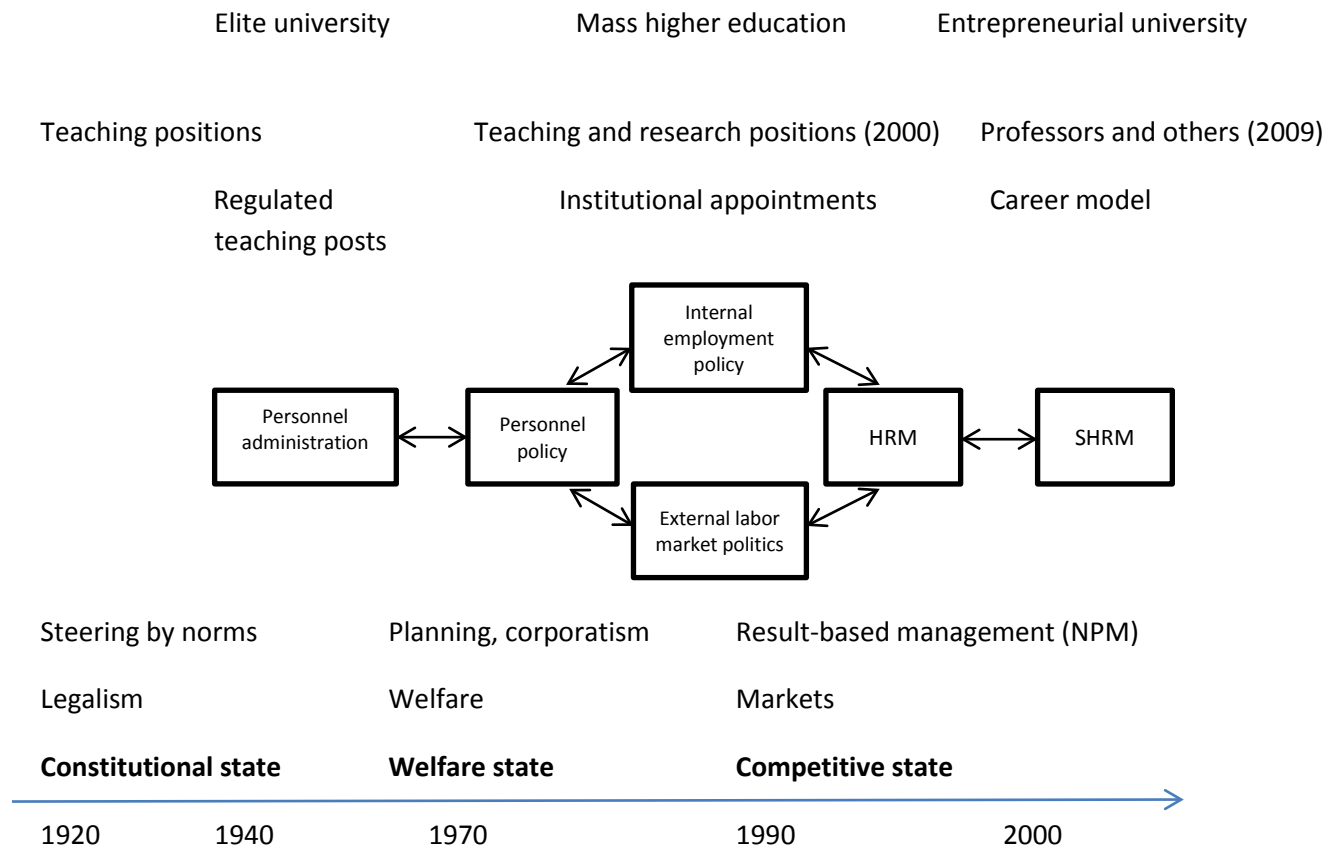 Elite university Mass higher education Entrepreneurial university
Teaching positions Teaching and research positions (2000) Professors and others (2009)
Regulated
teaching posts
Institutional appointments Career model
Internal
employment
policy
Personnel
administration
Personnel
policy
HRM
SHRM
External labor
market politics
Steering by norms Planning, corporatism Result-based management (NPM)
Legalism Welfare Markets
Constitutional state Welfare state Competitive state
1920 1940 1970 1990 2000